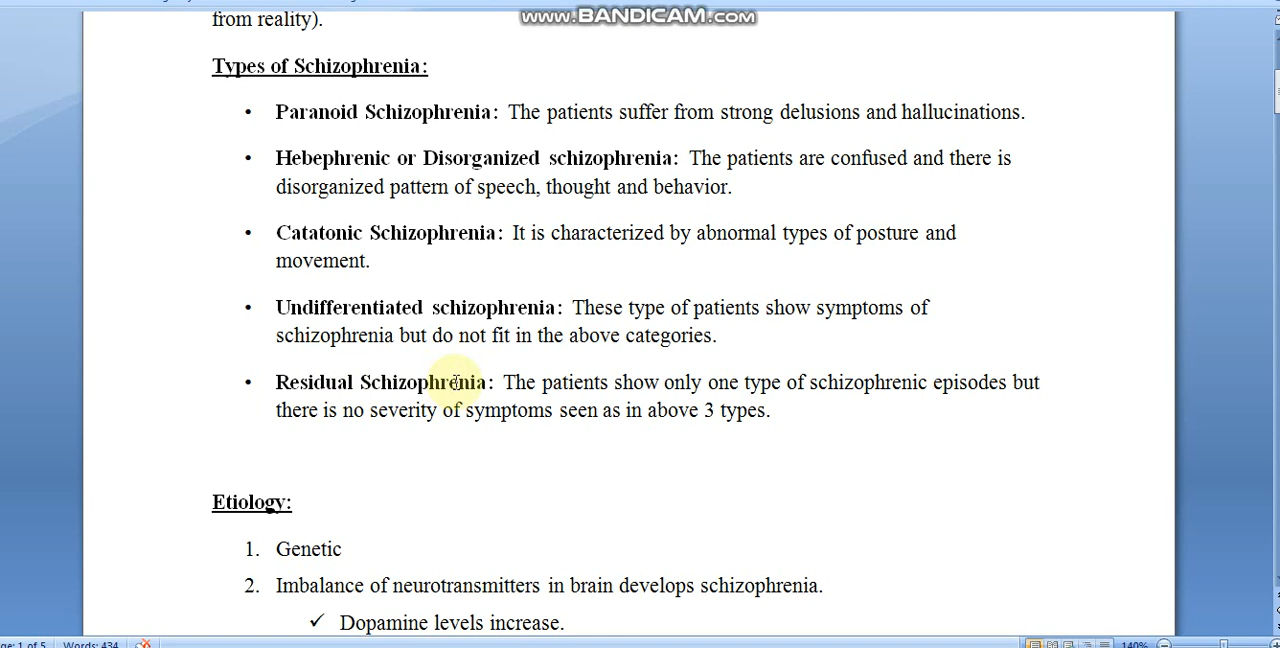 from reality).
www.BANDICAM.com
Types of Schizophrenia:
• Paranoid Schizophrenia: The patients suffer from strong delusions and hallucinations.
• Hebephrenic or Disorganized schizophrenia: The patients are confused and there is
disorganized pattern of speech, thought and behavior.
• Catatonic Schizophrenia: It is characterized by abnormal types of posture and
movement.
• Undifferentiated schizophrenia: These type of patients show symptoms of
schizophrenia but do not fit in the above categories.
• Residual Schizophrenia: The patients show only one type of schizophrenic episodes but
there is no severity of symptoms seen as in above 3 types.
Etiology:
1. Genetic
2. Imbalance of neurotransmitters in brain develops schizophrenia.
✓ Dopamine levels increase.
ge: 1 of 5 Words: 434 140%